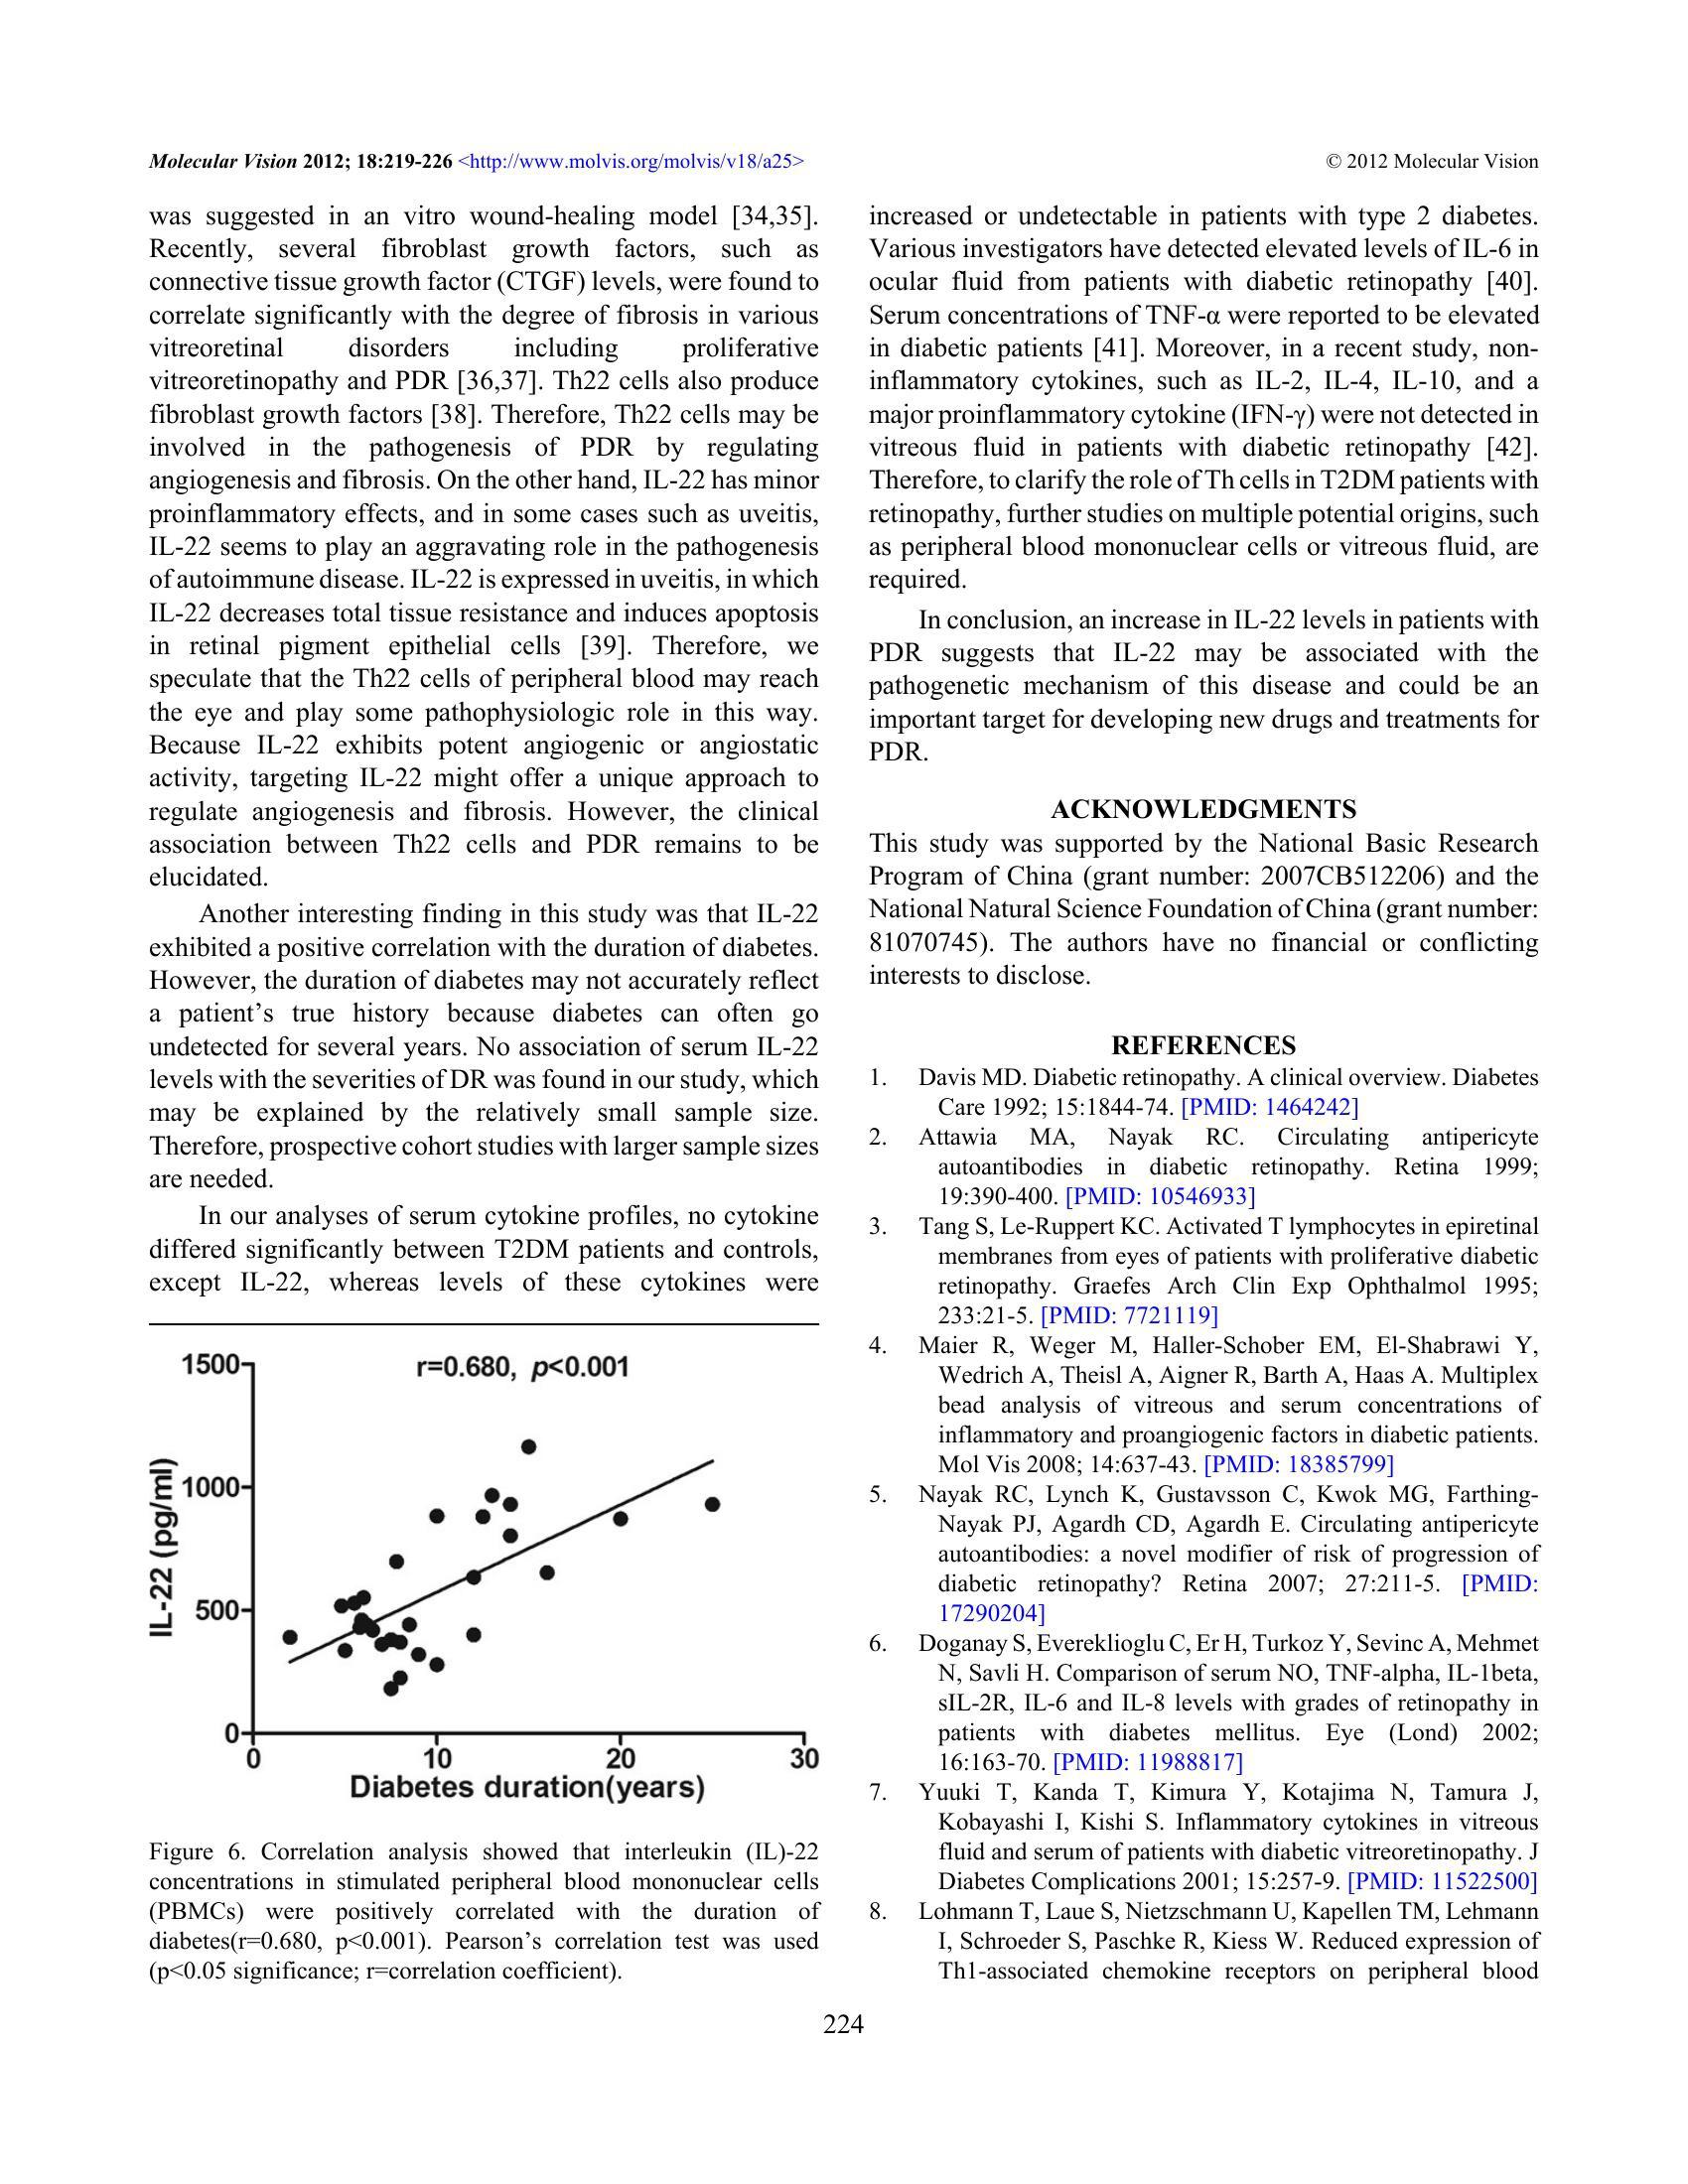 Molecular Vision 2012; 18:219-226 <http://www.molvis.org/molvis/v18/a25>
© 2012 Molecular Vision
was suggested in an vitro wound-healing model [34,35].
Recently, several fibroblast growth factors, such as
connective tissue growth factor (CTGF) levels, were found to
correlate significantly with the degree of fibrosis in various
vitreoretinal disorders including proliferative
vitreoretinopathy and PDR [36,37]. Th22 cells also produce
fibroblast growth factors [38]. Therefore, Th22 cells may be
involved in the pathogenesis of PDR by regulating
angiogenesis and fibrosis. On the other hand, IL-22 has minor
proinflammatory effects, and in some cases such as uveitis,
IL-22 seems to play an aggravating role in the pathogenesis
of autoimmune disease. IL-22 is expressed in uveitis, in which
IL-22 decreases total tissue resistance and induces apoptosis
in retinal pigment epithelial cells [39]. Therefore, we
speculate that the Th22 cells of peripheral blood may reach
the eye and play some pathophysiologic role in this way.
Because IL-22 exhibits potent angiogenic or angiostatic
activity, targeting IL-22 might offer a unique approach to
regulate angiogenesis and fibrosis. However, the clinical
association between Th22 cells and PDR remains to be
elucidated.
Another interesting finding in this study was that IL-22
exhibited a positive correlation with the duration of diabetes.
However, the duration of diabetes may not accurately reflect
a patient’s true history because diabetes can often go
undetected for several years. No association of serum IL-22
levels with the severities of DR was found in our study, which
may be explained by the relatively small sample size.
Therefore, prospective cohort studies with larger sample sizes
are needed.
In our analyses of serum cytokine profiles, no cytokine
differed significantly between T2DM patients and controls,
except IL-22, whereas levels of these cytokines were
r=0.680, p<0.001
IL-22 (pg/ml)
1500
1000
500
0
0 10 20 30
Diabetes duration(years)
Figure 6. Correlation analysis showed that interleukin (IL)-22
concentrations in stimulated peripheral blood mononuclear cells
(PBMCs) were positively correlated with the duration of
diabetes(r=0.680, p<0.001). Pearson’s correlation test was used
(p<0.05 significance; r=correlation coefficient).
increased or undetectable in patients with type 2 diabetes.
Various investigators have detected elevated levels of IL-6 in
ocular fluid from patients with diabetic retinopathy [40].
Serum concentrations of TNF-α were reported to be elevated
in diabetic patients [41]. Moreover, in a recent study, non-
inflammatory cytokines, such as IL-2, IL-4, IL-10, and a
major proinflammatory cytokine (IFN-γ) were not detected in
vitreous fluid in patients with diabetic retinopathy [42].
Therefore, to clarify the role of Th cells in T2DM patients with
retinopathy, further studies on multiple potential origins, such
as peripheral blood mononuclear cells or vitreous fluid, are
required.
In conclusion, an increase in IL-22 levels in patients with
PDR suggests that IL-22 may be associated with the
pathogenetic mechanism of this disease and could be an
important target for developing new drugs and treatments for
PDR.
ACKNOWLEDGMENTS
This study was supported by the National Basic Research
Program of China (grant number: 2007CB512206) and the
National Natural Science Foundation of China (grant number:
81070745). The authors have no financial or conflicting
interests to disclose.
REFERENCES
1. Davis MD. Diabetic retinopathy. A clinical overview. Diabetes
Care 1992; 15:1844-74. [PMID: 1464242]
2. Attawia MA, Nayak RC. Circulating antipericyte
autoantibodies in diabetic retinopathy. Retina 1999;
19:390-400. [PMID: 10546933]
3. Tang S, Le-Ruppert KC. Activated T lymphocytes in epiretinal
membranes from eyes of patients with proliferative diabetic
retinopathy. Graefes Arch Clin Exp Ophthalmol 1995;
233:21-5. [PMID: 7721119]
4. Maier R, Weger M, Haller-Schober EM, El-Shabrawi Y,
Wedrich A, Theisl A, Aigner R, Barth A, Haas A. Multiplex
bead analysis of vitreous and serum concentrations of
inflammatory and proangiogenic factors in diabetic patients.
Mol Vis 2008; 14:637-43. [PMID: 18385799]
5. Nayak RC, Lynch K, Gustavsson C, Kwok MG, Farthing-
Nayak PJ, Agardh CD, Agardh E. Circulating antipericyte
autoantibodies: a novel modifier of risk of progression of
diabetic retinopathy? Retina 2007; 27:211-5. [PMID:
17290204]
6. Doganay S, Evereklioglu C, Er H, Turkoz Y, Sevinc A, Mehmet
N, Savli H. Comparison of serum NO, TNF-alpha, IL-1beta,
sIL-2R, IL-6 and IL-8 levels with grades of retinopathy in
patients with diabetes mellitus. Eye (Lond) 2002;
16:163-70. [PMID: 11988817]
7. Yuuki T, Kanda T, Kimura Y, Kotajima N, Tamura J,
Kobayashi I, Kishi S. Inflammatory cytokines in vitreous
fluid and serum of patients with diabetic vitreoretinopathy. J
Diabetes Complications 2001; 15:257-9. [PMID: 11522500]
8. Lohmann T, Laue S, Nietzschmann U, Kapellen TM, Lehmann
I, Schroeder S, Paschke R, Kiess W. Reduced expression of
Th1-associated chemokine receptors on peripheral blood
224